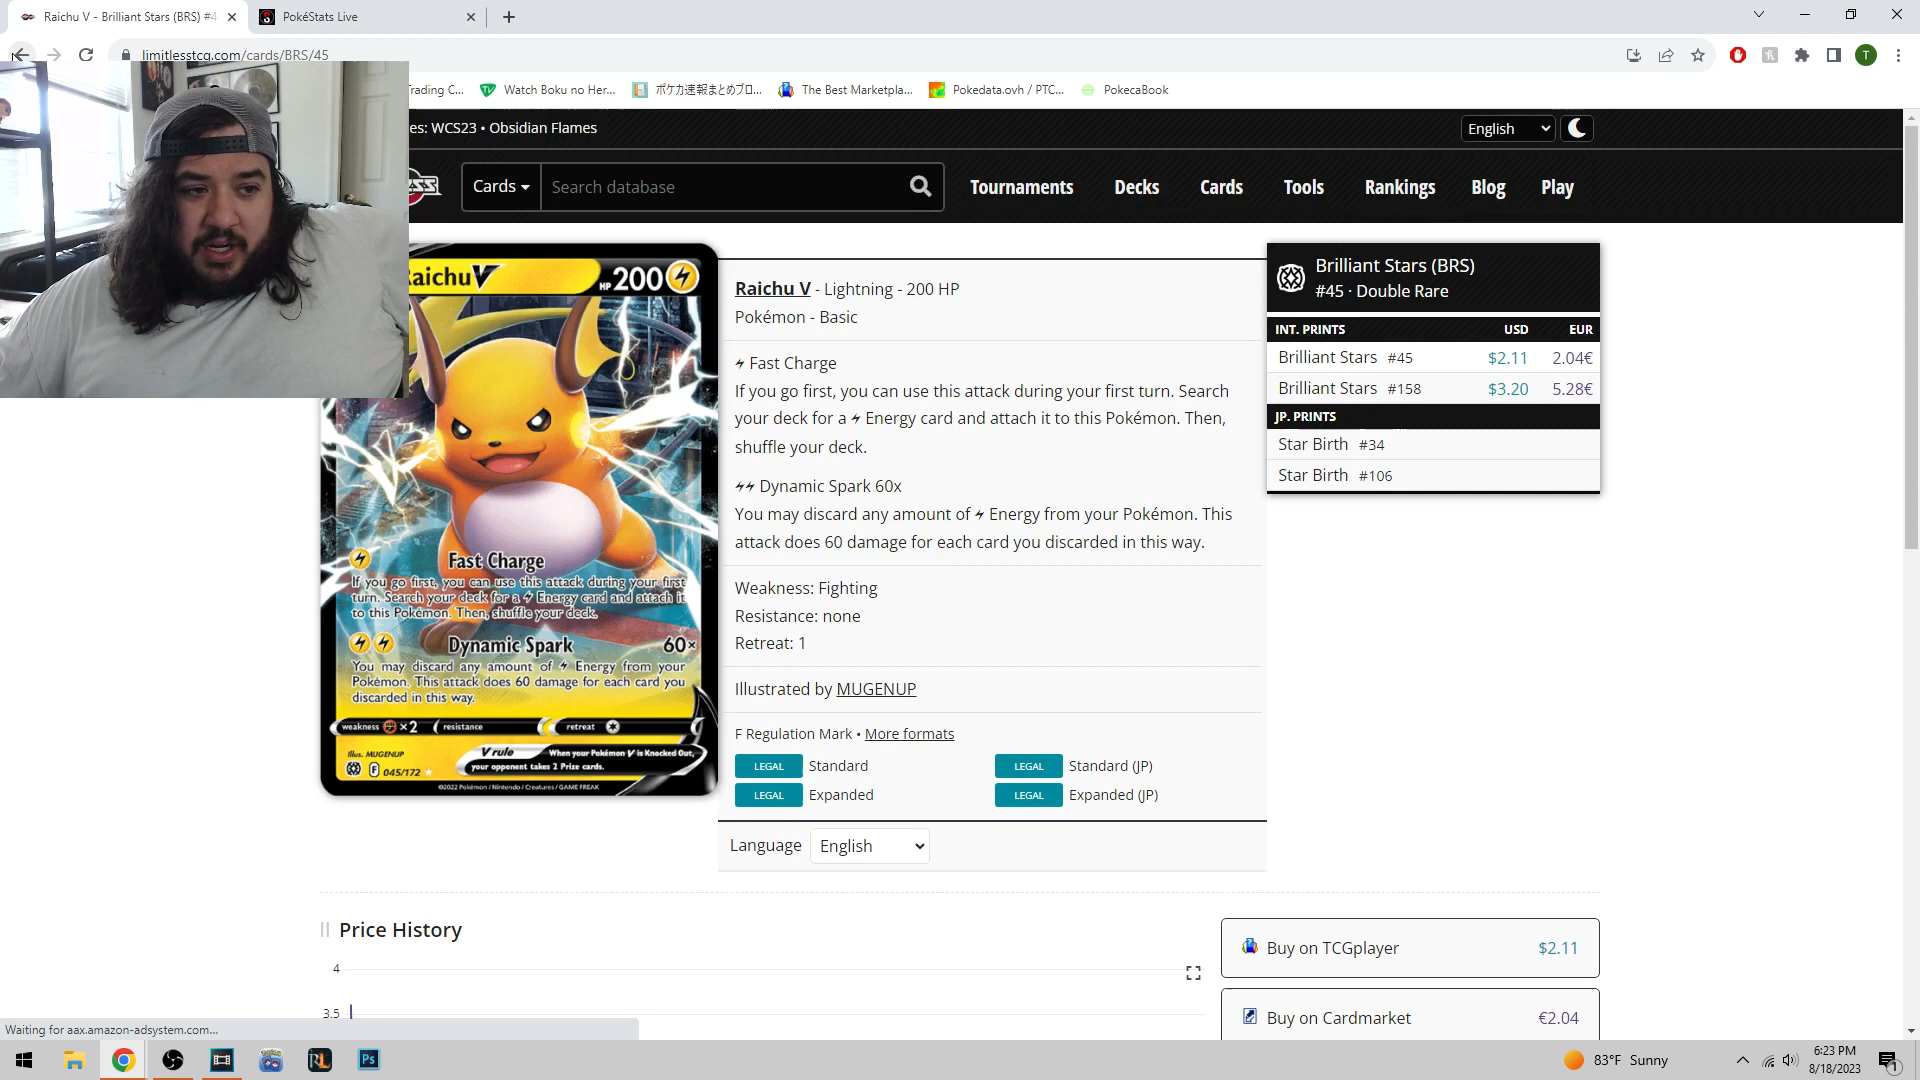 Raichu V - Brilliant Stars (BRS) #4
PokéStats Live
limitlesstcg.com/cards/BRS/45
T
Trading C...
Watch Boku no Her...
ポケカ速報まとめブロ...
The Best Marketpla...
Pokedata.ovh / PTC...
PokecaBook
es: WCS23 • Obsidian Flames
English
Cards
Search database
Tournaments
Decks
Cards
Tools
Rankings
Blog
Play
Raichu V
HP 200
Fast Charge
If you go first, you can use this attack during your first
turn. Search your deck for a Energy card and attach it
to this Pokémon. Then, shuffle your deck.
Dynamic Spark 60×
You may discard any amount of Energy from your
Pokémon. This attack does 60 damage for each card you
discarded in this way.
weakness ×2 resistance retreat
Illus. MUGENUP
F 045/172
V rule When your Pokémon V is Knocked Out,
your opponent takes 2 Prize cards.
©2022 Pokémon / Nintendo / Creatures / GAME FREAK
Raichu V - Lightning - 200 HP
Pokémon - Basic
Fast Charge
If you go first, you can use this attack during your first turn. Search
your deck for a Energy card and attach it to this Pokémon. Then,
shuffle your deck.
Dynamic Spark 60x
You may discard any amount of Energy from your Pokémon. This
attack does 60 damage for each card you discarded in this way.
Weakness: Fighting
Resistance: none
Retreat: 1
Illustrated by MUGENUP
F Regulation Mark • More formats
LEGAL Standard LEGAL Standard (JP)
LEGAL Expanded LEGAL Expanded (JP)
Language English
Brilliant Stars (BRS)
#45 · Double Rare
INT. PRINTS USD EUR
Brilliant Stars #45 $2.11 2.04€
Brilliant Stars #158 $3.20 5.28€
JP. PRINTS
Star Birth #34
Star Birth #106
Price History
4
3.5
Buy on TCGplayer $2.11
Buy on Cardmarket €2.04
Waiting for aax.amazon-adsystem.com...
RL
Ps
83°F Sunny
6:23 PM
8/18/2023
1